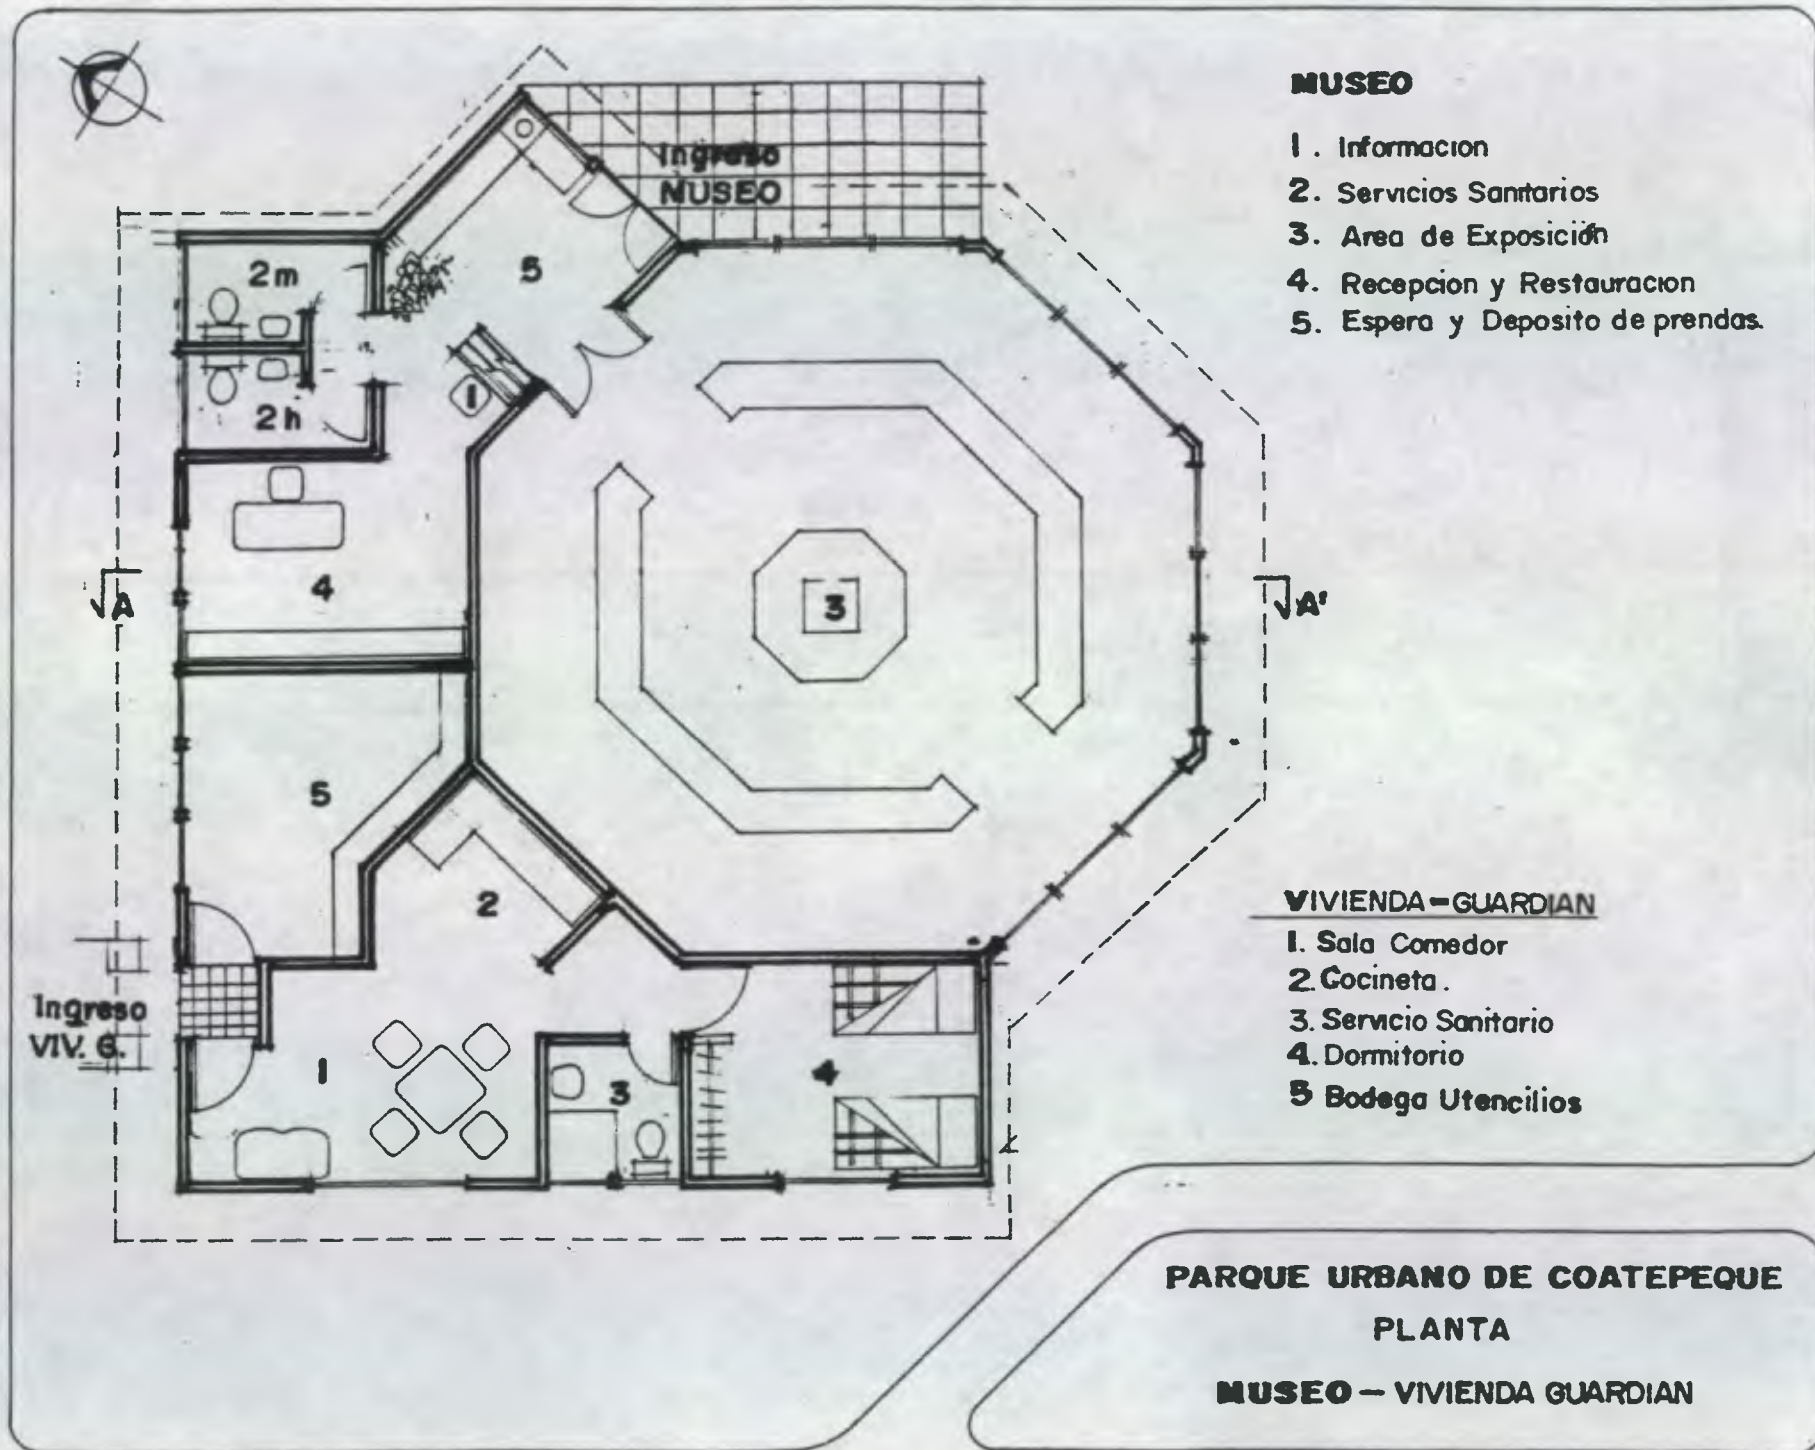 MUSEO
1. Informacion
2. Servicios Sanitarios
3. Area de Exposición
4. Recepcion y Restauracion
5. Espera y Deposito de prendas.
Ingreso
MUSEO
2m
5
2h
1
4
3
A
A'
5
2
Ingreso
VIV. G.
1
3
4
VIVIENDA-GUARDIAN
1. Sala Comedor
2. Cocineta.
3. Servicio Sanitario
4. Dormitorio
5 Bodega Utencilios
PARQUE URBANO DE COATEPEQUE
PLANTA
MUSEO - VIVIENDA GUARDIAN